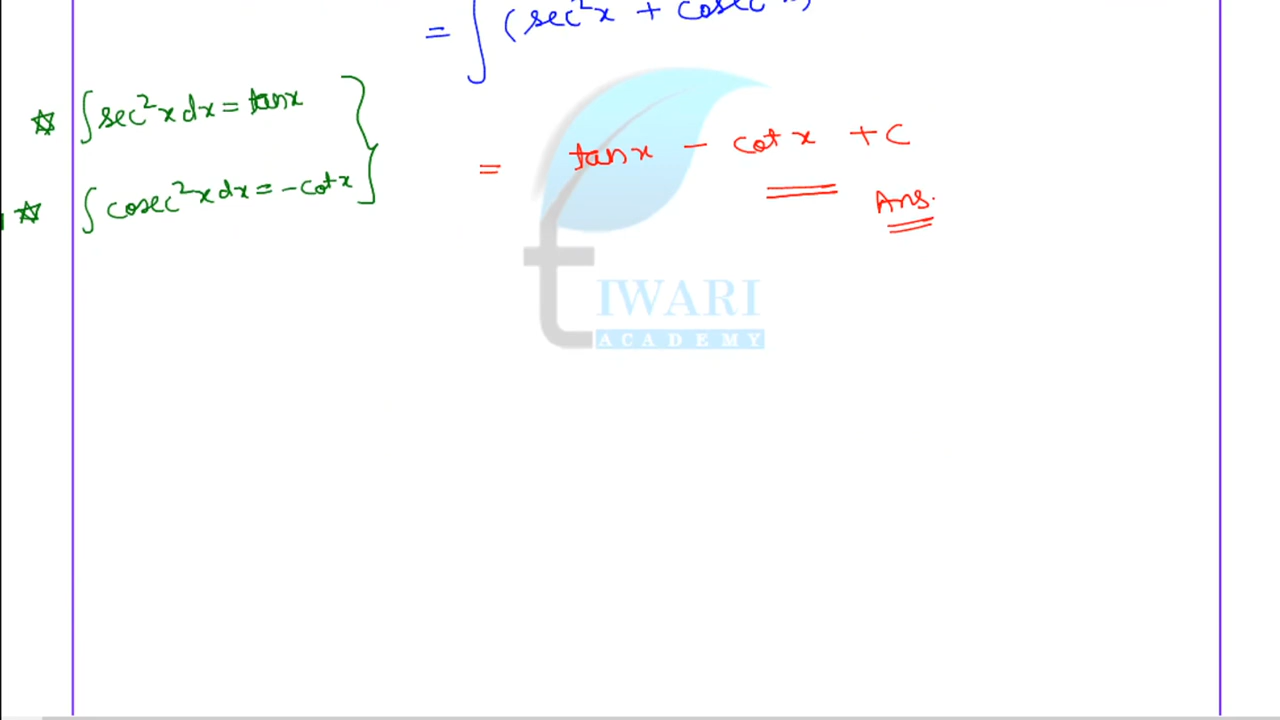 = ∫ (sec²x + cosec²x)
☆ ∫ sec²x dx = tanx
= tanx - cotx + C
☆ ∫ cosec²x dx = -cotx
Ans.
tIWARI
ACADEMY